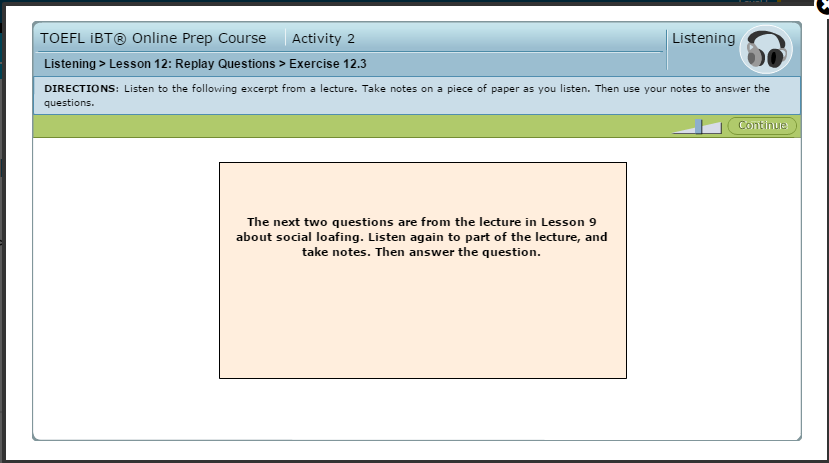 TOEFL iBT® Online Prep Course Activity 2 Listening
Listening > Lesson 12: Replay Questions > Exercise 12.3
DIRECTIONS: Listen to the following excerpt from a lecture. Take notes on a piece of paper as you listen. Then use your notes to answer the
questions.
Continue
The next two questions are from the lecture in Lesson 9
about social loafing. Listen again to part of the lecture, and
take notes. Then answer the question.